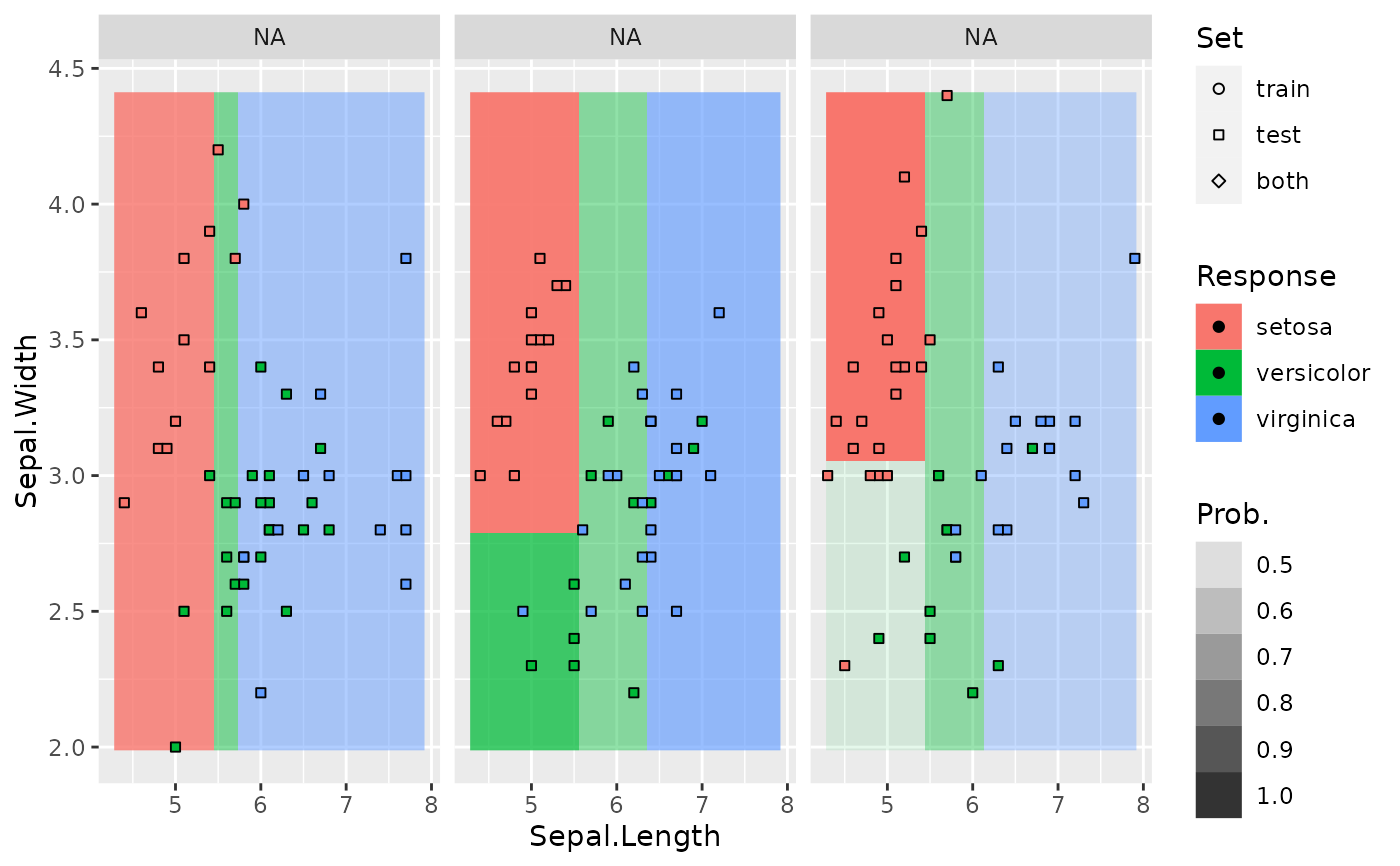 NA NA NA
Sepal.Width
4.5
4.0
3.5
3.0
2.5
2.0
5 6 7 8 5 6 7 8 5 6 7 8
Sepal.Length
Set
train
test
both
Response
setosa
versicolor
virginica
Prob.
0.5
0.6
0.7
0.8
0.9
1.0